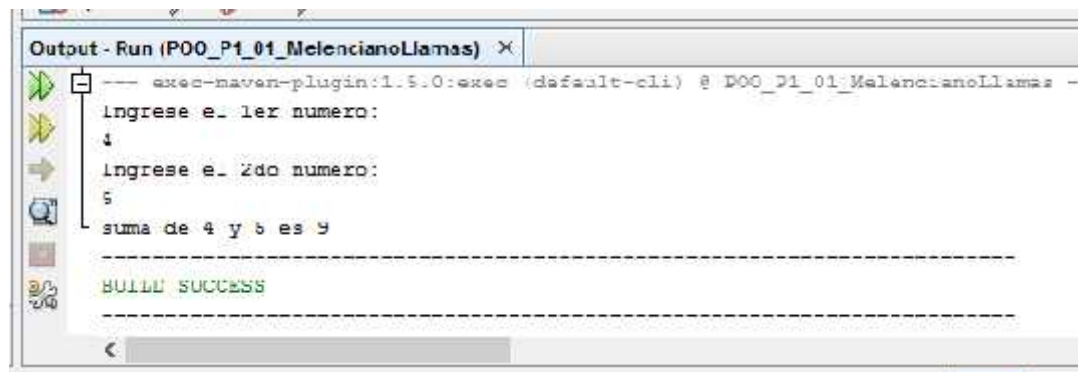 Output - Run (POO_P1_01_MelencianoLlamas) ×
--- exec-maven-plugin:1.5.0:exec (default-cli) @ POO_P1_01_MelencianoLlamas -
Ingrese el 1er numero:
4
Ingrese el 2do numero:
5
suma de 4 y 5 es 9
------------------------------------------------------------------------
BUILD SUCCESS
------------------------------------------------------------------------